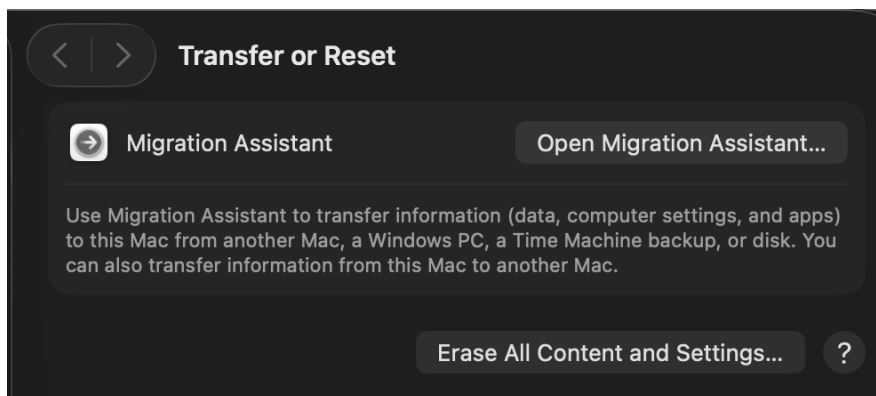 Transfer or Reset
Migration Assistant
Open Migration Assistant...
Use Migration Assistant to transfer information (data, computer settings, and apps)
to this Mac from another Mac, a Windows PC, a Time Machine backup, or disk. You
can also transfer information from this Mac to another Mac.
Erase All Content and Settings...
?